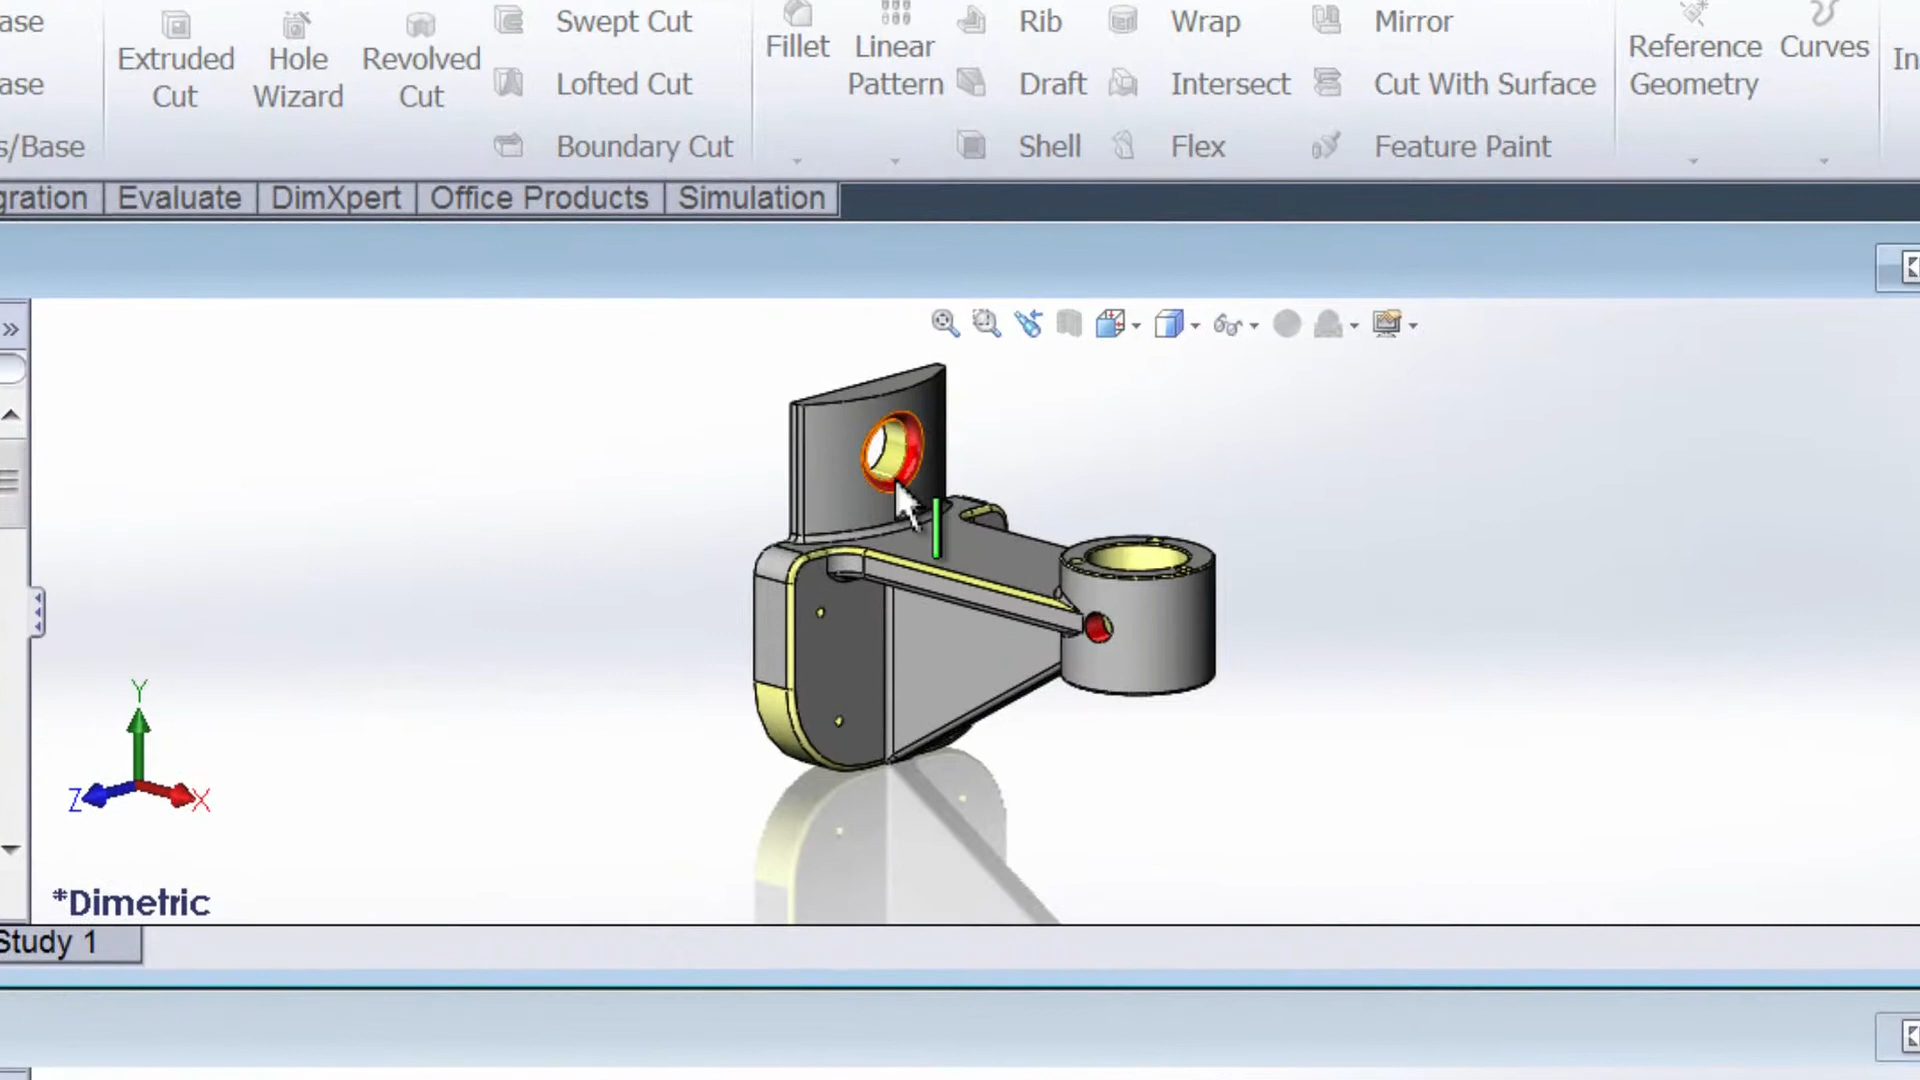 ase
ase
s/Base
Extruded
Cut
Hole
Wizard
Revolved
Cut
Swept Cut
Lofted Cut
Boundary Cut
Fillet
Linear
Pattern
Rib
Draft
Shell
Wrap
Intersect
Flex
Mirror
Cut With Surface
Feature Paint
Reference
Geometry
Curves
In
gration
Evaluate
DimXpert
Office Products
Simulation
Y
Z
X
*Dimetric
Study 1